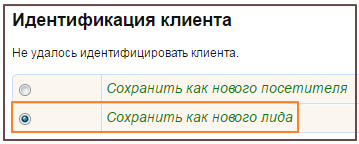 Идентификация клиента
Не удалось идентифицировать клиента.
Сохранить как нового посетителя
Сохранить как нового лида